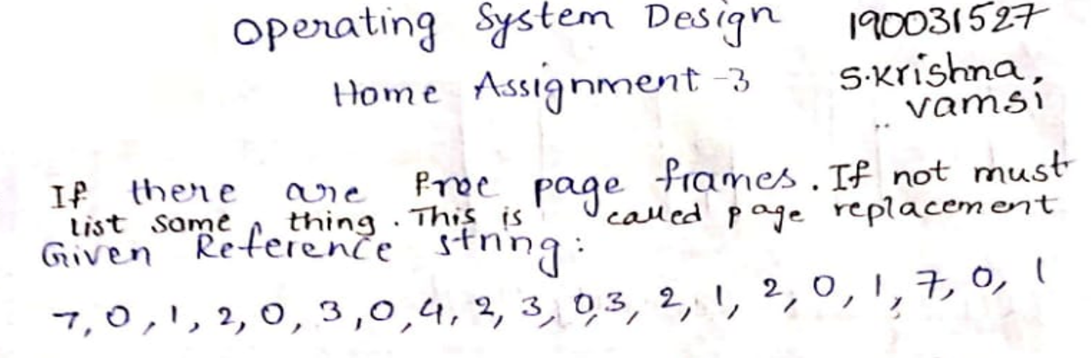 Operating System Design 190031527
Home Assignment -3 S.Krishna,
vamsi
If there are free page frames. If not must
list some thing. This is called page replacement
Given Reference string:
7, 0, 1, 2, 0, 3, 0, 4, 2, 3, 0, 3, 2, 1, 2, 0, 1, 7, 0, 1